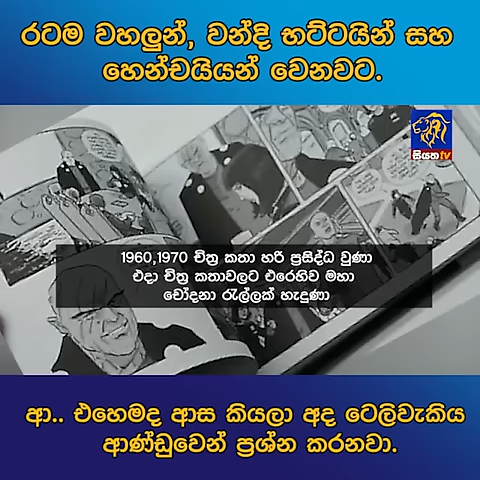 රටම වහලුන්, වන්දි භට්ටයින් සහ
හෙන්චයියන් වෙනවට.
සියත tv
1960,1970 චිත්‍ර කතා හරි ප්‍රසිද්ධ වුණා
එදා චිත්‍ර කතාවලට එරෙහිව මහා
චෝදනා රැල්ලක් හැදුණා
ආ.. එහෙමද ආස කියලා අද ටෙලිවැකිය
ආණ්ඩුවෙන් ප්‍රශ්න කරනවා.